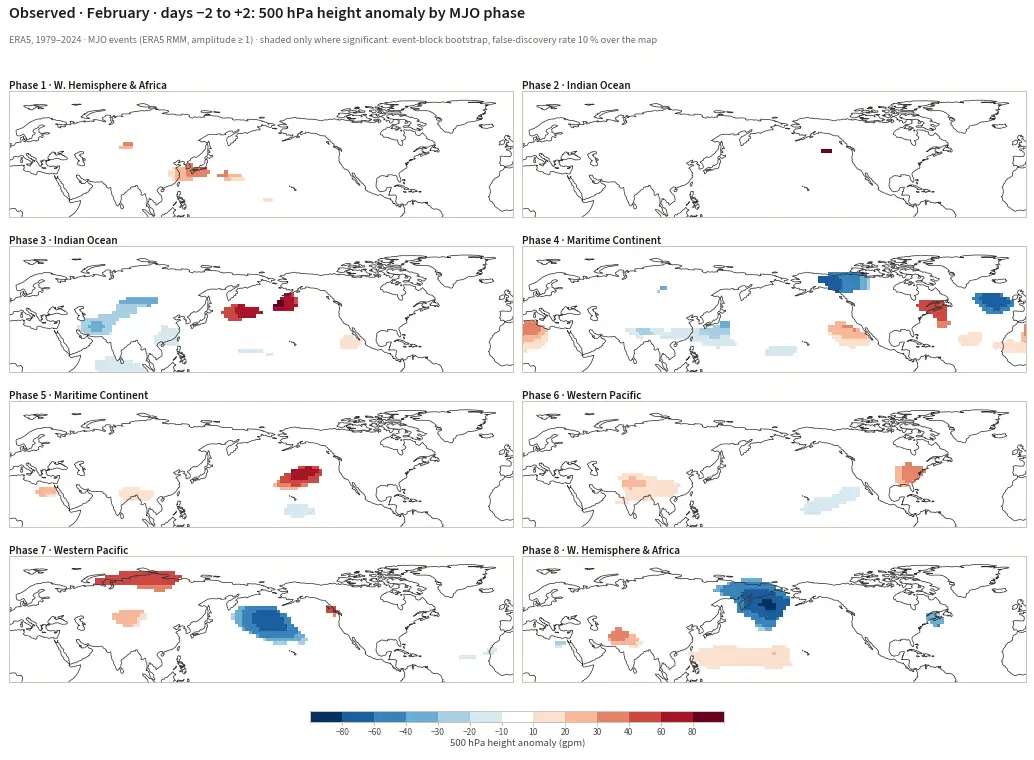 Observed · February · days −2 to +2: 500 hPa height anomaly by MJO phase
ERA5, 1979–2024 · MJO events (ERA5 RMM, amplitude ≥ 1) · shaded only where significant: event-block bootstrap, false-discovery rate 10 % over the map
Phase 1 · W. Hemisphere & Africa
Phase 2 · Indian Ocean
Phase 3 · Indian Ocean
Phase 4 · Maritime Continent
Phase 5 · Maritime Continent
Phase 6 · Western Pacific
Phase 7 · Western Pacific
Phase 8 · W. Hemisphere & Africa
−80 −60 −40 −30 −20 −10 10 20 30 40 60 80
500 hPa height anomaly (gpm)